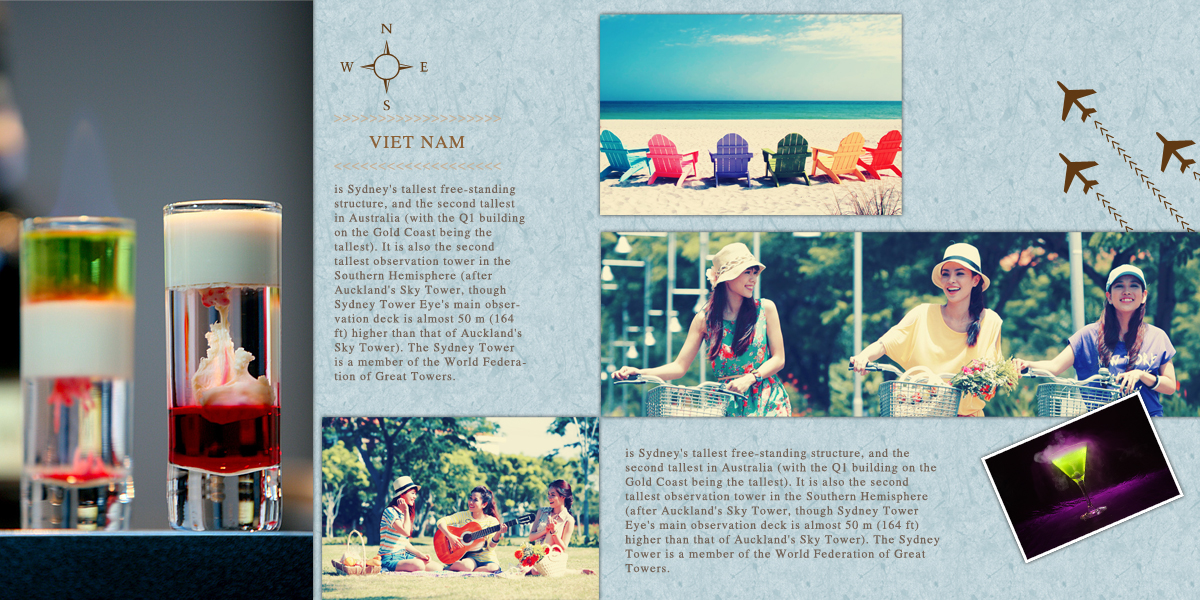 N
W E
S
VIET NAM
is Sydney's tallest free-standing
structure, and the second tallest
in Australia (with the Q1 building
on the Gold Coast being the
tallest). It is also the second
tallest observation tower in the
Southern Hemisphere (after
Auckland's Sky Tower, though
Sydney Tower Eye's main obser-
vation deck is almost 50 m (164
ft) higher than that of Auckland's
Sky Tower). The Sydney Tower
is a member of the World Federa-
tion of Great Towers.
is Sydney's tallest free-standing structure, and the
second tallest in Australia (with the Q1 building on the
Gold Coast being the tallest). It is also the second
tallest observation tower in the Southern Hemisphere
(after Auckland's Sky Tower, though Sydney Tower
Eye's main observation deck is almost 50 m (164 ft)
higher than that of Auckland's Sky Tower). The Sydney
Tower is a member of the World Federation of Great
Towers.